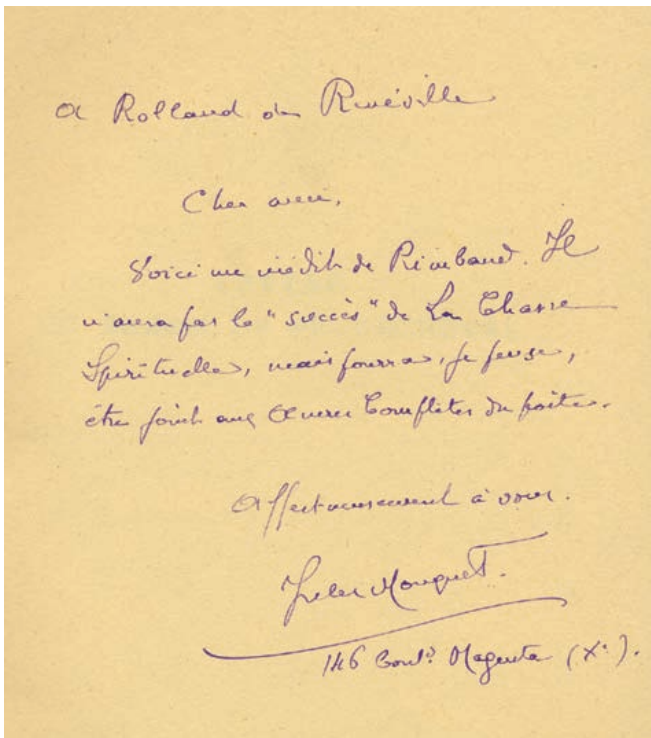 A Rolland de Renéville
Cher ami,
Voici un inédit de Rimbaud. Il
n'aura pas le "succès" de La Chasse
Spirituelle, mais pourra, je pense,
être joint aux Œuvres Complètes du poète.
Affectueusement à vous.
Jules Mouquet.
146 Boul.d Magenta (Xe).